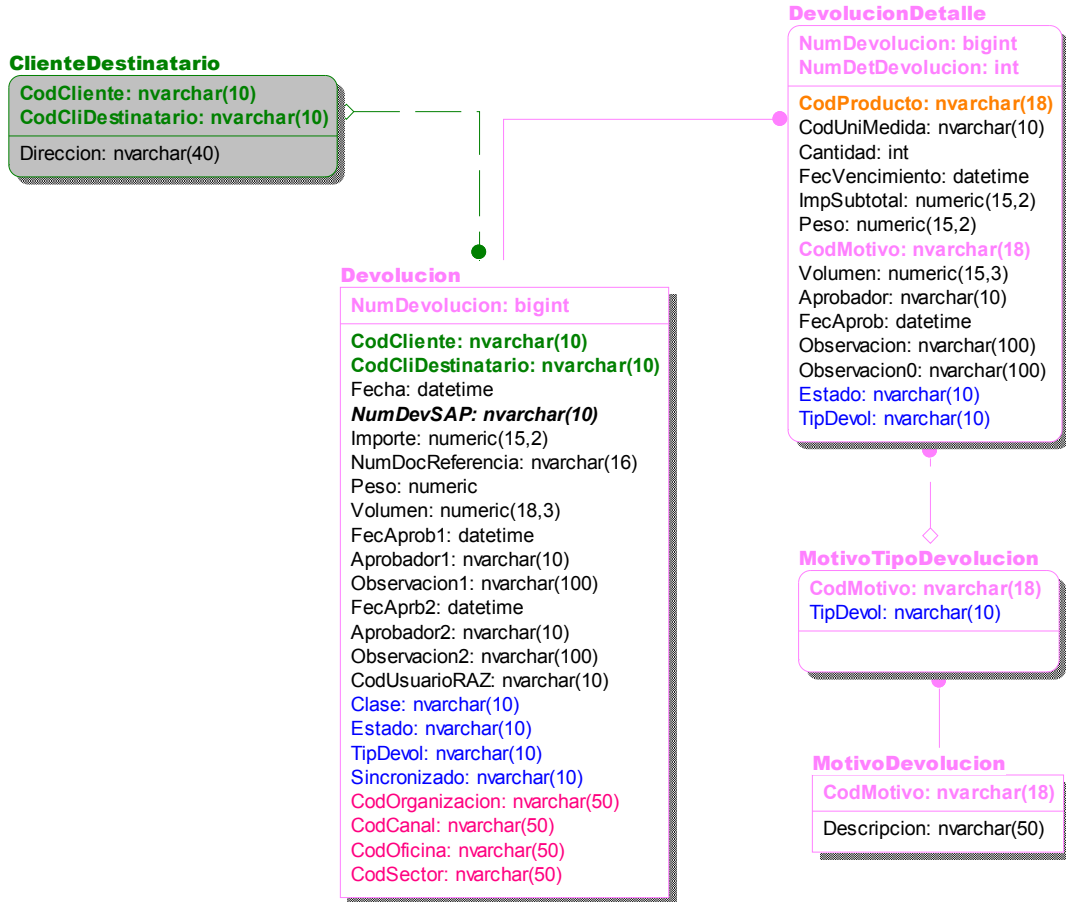 ClienteDestinatario
CodCliente: nvarchar(10)
CodCliDestinatario: nvarchar(10)
Direccion: nvarchar(40)
Devolucion
NumDevolucion: bigint
CodCliente: nvarchar(10)
CodCliDestinatario: nvarchar(10)
Fecha: datetime
NumDevSAP: nvarchar(10)
Importe: numeric(15,2)
NumDocReferencia: nvarchar(16)
Peso: numeric
Volumen: numeric(18,3)
FecAprob1: datetime
Aprobador1: nvarchar(10)
Observacion1: nvarchar(100)
FecAprb2: datetime
Aprobador2: nvarchar(10)
Observacion2: nvarchar(100)
CodUsuarioRAZ: nvarchar(10)
Clase: nvarchar(10)
Estado: nvarchar(10)
TipDevol: nvarchar(10)
Sincronizado: nvarchar(10)
CodOrganizacion: nvarchar(50)
CodCanal: nvarchar(50)
CodOficina: nvarchar(50)
CodSector: nvarchar(50)
DevolucionDetalle
NumDevolucion: bigint
NumDetDevolucion: int
CodProducto: nvarchar(18)
CodUniMedida: nvarchar(10)
Cantidad: int
FecVencimiento: datetime
ImpSubtotal: numeric(15,2)
Peso: numeric(15,2)
CodMotivo: nvarchar(18)
Volumen: numeric(15,3)
Aprobador: nvarchar(10)
FecAprob: datetime
Observacion: nvarchar(100)
Observacion0: nvarchar(100)
Estado: nvarchar(10)
TipDevol: nvarchar(10)
MotivoTipoDevolucion
CodMotivo: nvarchar(18)
TipDevol: nvarchar(10)
MotivoDevolucion
CodMotivo: nvarchar(18)
Descripcion: nvarchar(50)